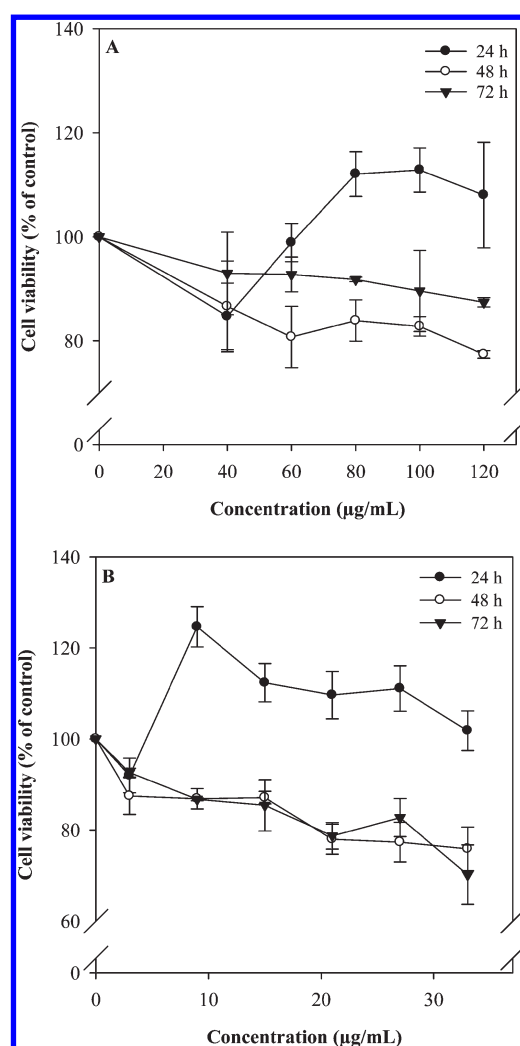 140
A
24 h
48 h
72 h
120
100
80
0
Cell viability (% of control)
0 20 40 60 80 100 120
Concentration (µg/mL)
140
B
24 h
48 h
72 h
120
100
80
60
0
Cell viability (% of control)
0 10 20 30
Concentration (µg/mL)